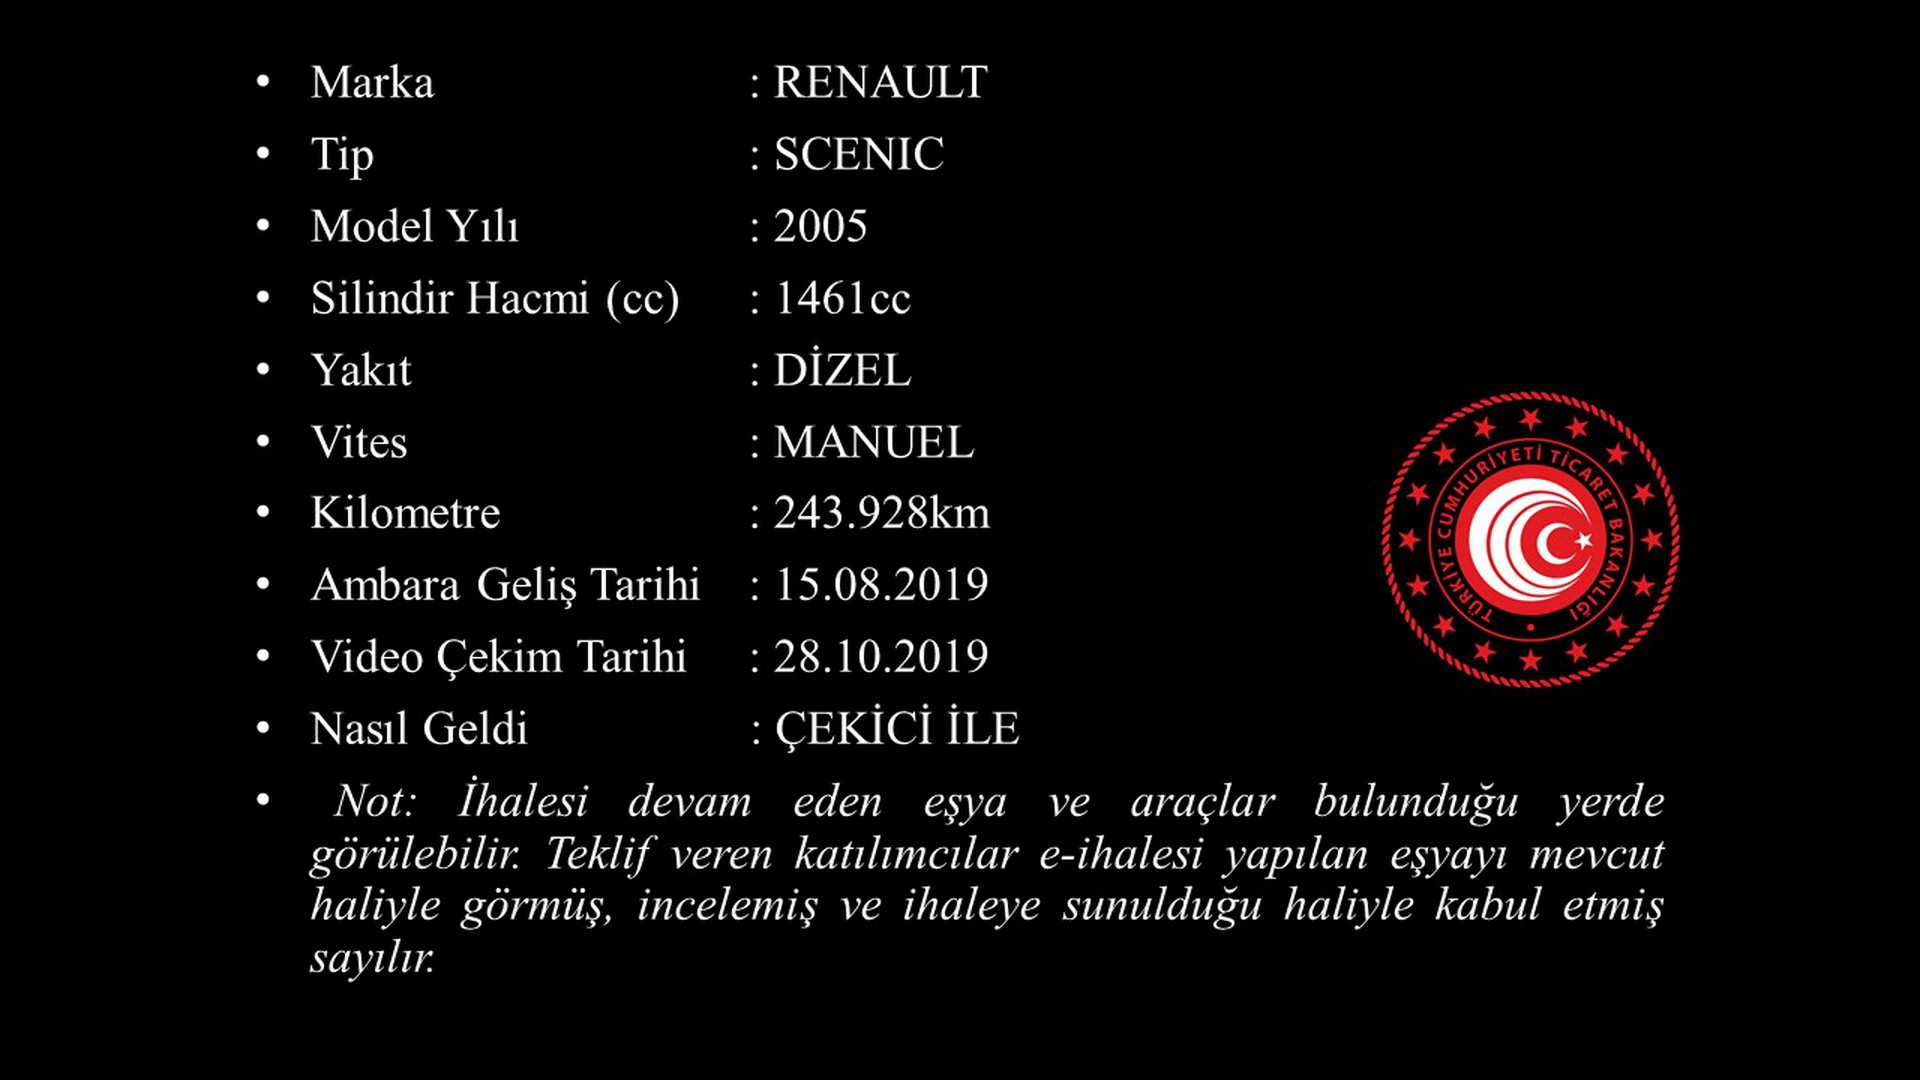 • Marka : RENAULT
• Tip : SCENIC
• Model Yılı : 2005
• Silindir Hacmi (cc) : 1461cc
• Yakıt : DİZEL
• Vites : MANUEL
• Kilometre : 243.928km
• Ambara Geliş Tarihi : 15.08.2019
• Video Çekim Tarihi : 28.10.2019
• Nasıl Geldi : ÇEKİCİ İLE
• Not: İhalesi devam eden eşya ve araçlar bulunduğu yerde
görülebilir. Teklif veren katılımcılar e-ihalesi yapılan eşyayı mevcut
haliyle görmüş, incelemiş ve ihaleye sunulduğu haliyle kabul etmiş
sayılır.
TÜRKİYE CUMHURİYETİ TİCARET BAKANLIĞI